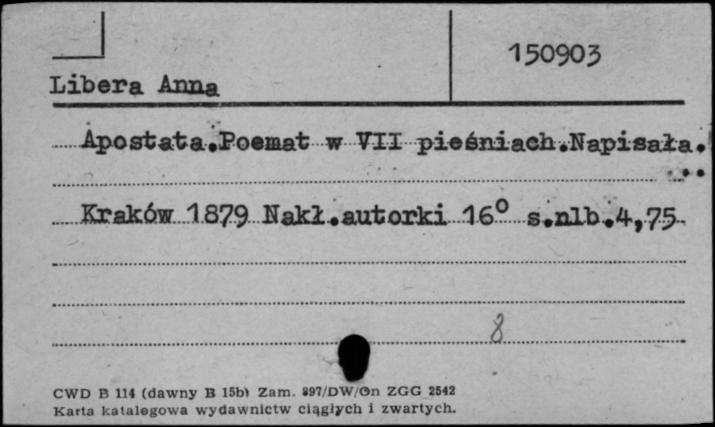 150903
Libera Anna
Apostata.Poemat w VII pieśniach.Napisała...
Kraków 1879 Nakł.autorki 16° s.nlb.4,75
8
CWD B 114 (dawny B 15b) Zam. 897/DW/On ZGG 2542
Karta katalogowa wydawnictw ciągłych i zwartych.